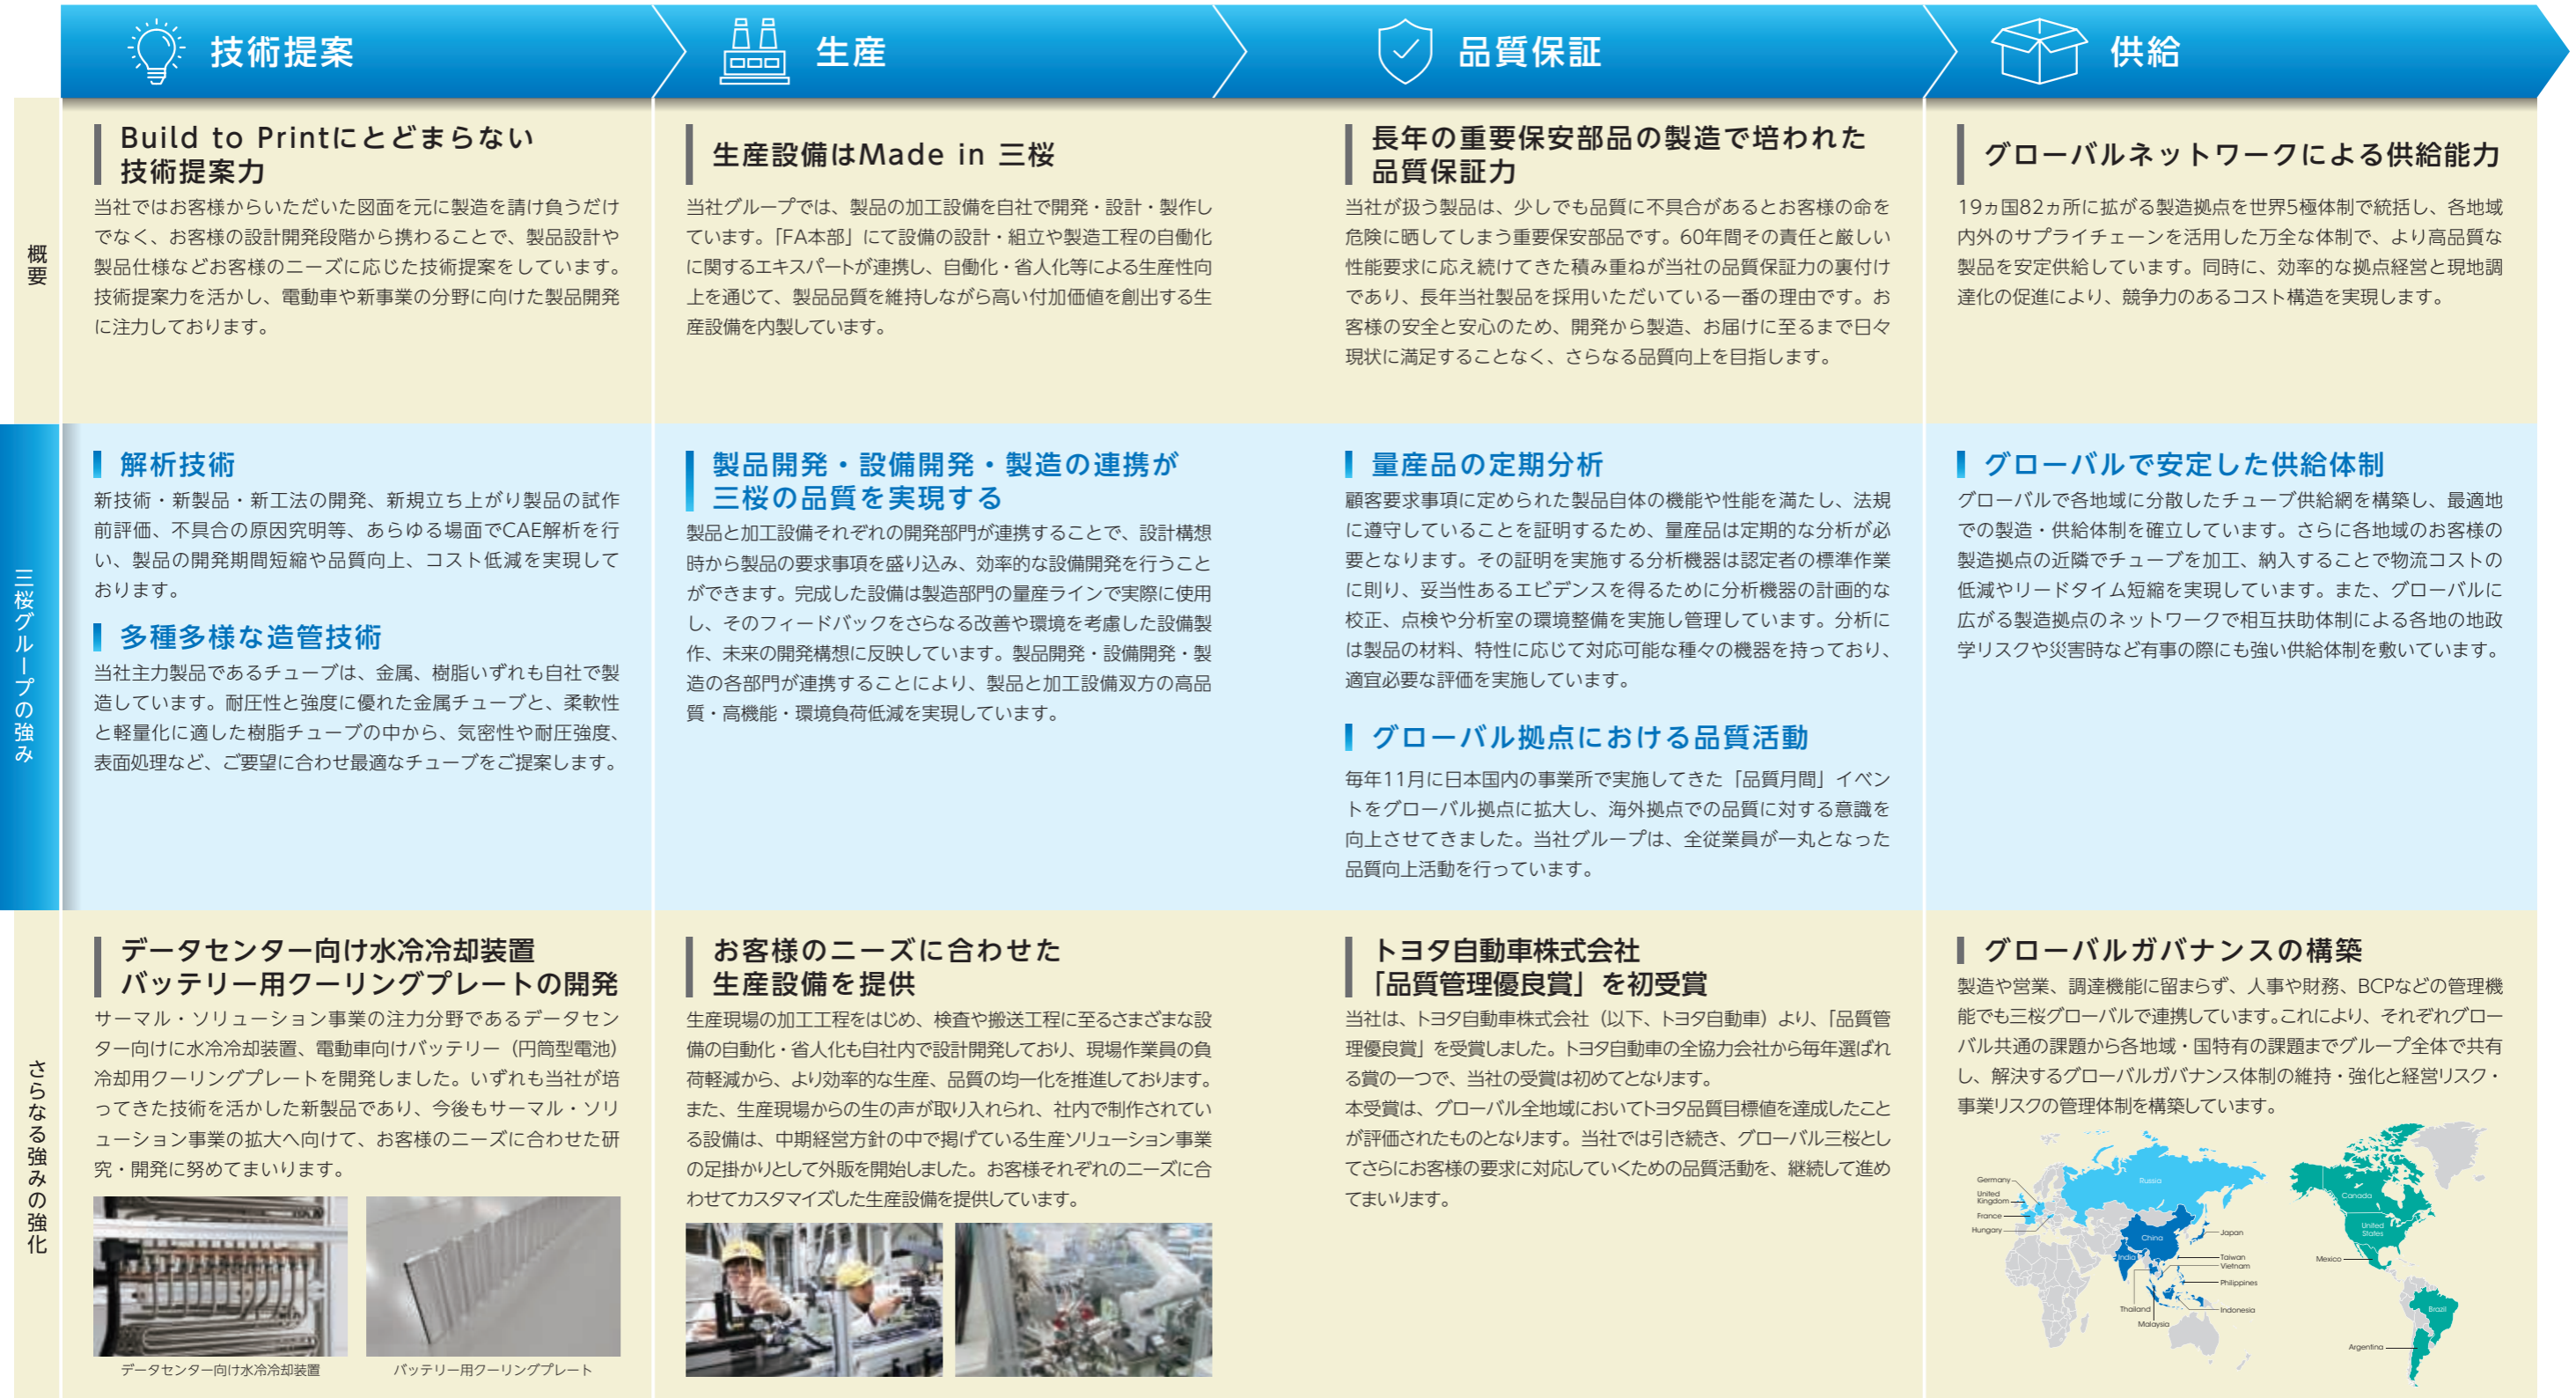 技術提案
生産
品質保証
供給
概要
Build to Printにとどまらない
技術提案力
当社ではお客様からいただいた図面を元に製造を請け負うだけ
でなく、お客様の設計開発段階から携わることで、製品設計や
製品仕様などお客様のニーズに応じた技術提案をしています。
技術提案力を活かし、電動車や新事業の分野に向けた製品開発
に注力しております。
生産設備はMade in 三桜
当社グループでは、製品の加工設備を自社で開発・設計・製作し
ています。「FA本部」にて設備の設計・組立や製造工程の自働化
に関するエキスパートが連携し、自働化・省人化等による生産性向
上を通じて、製品品質を維持しながら高い付加価値を創出する生
産設備を内製しています。
長年の重要保安部品の製造で培われた
品質保証力
当社が扱う製品は、少しでも品質に不具合があるとお客様の命を
危険に晒してしまう重要保安部品です。60年間その責任と厳しい
性能要求に応え続けてきた積み重ねが当社の品質保証力の裏付け
であり、長年当社製品を採用いただいている一番の理由です。お
客様の安全と安心のため、開発から製造、お届けに至るまで日々
現状に満足することなく、さらなる品質向上を目指します。
グローバルネットワークによる供給能力
19ヵ国82ヵ所に拡がる製造拠点を世界5極体制で統括し、各地域
内外のサプライチェーンを活用した万全な体制で、より高品質な
製品を安定供給しています。同時に、効率的な拠点経営と現地調
達化の促進により、競争力のあるコスト構造を実現します。
三桜グループの強み
解析技術
新技術・新製品・新工法の開発、新規立ち上がり製品の試作
前評価、不具合の原因究明等、あらゆる場面でCAE解析を行
い、製品の開発期間短縮や品質向上、コスト低減を実現して
おります。
多種多様な造管技術
当社主力製品であるチューブは、金属、樹脂いずれも自社で製
造しています。耐圧性と強度に優れた金属チューブと、柔軟性
と軽量化に適した樹脂チューブの中から、気密性や耐圧強度、
表面処理など、ご要望に合わせ最適なチューブをご提案します。
製品開発・設備開発・製造の連携が
三桜の品質を実現する
製品と加工設備それぞれの開発部門が連携することで、設計構想
時から製品の要求事項を盛り込み、効率的な設備開発を行うこと
ができます。完成した設備は製造部門の量産ラインで実際に使用
し、そのフィードバックをさらなる改善や環境を考慮した設備製
作、未来の開発構想に反映しています。製品開発・設備開発・製
造の各部門が連携することにより、製品と加工設備双方の高品
質・高機能・環境負荷低減を実現しています。
量産品の定期分析
顧客要求事項に定められた製品自体の機能や性能を満たし、法規
に遵守していることを証明するため、量産品は定期的な分析が必
要となります。その証明を実施する分析機器は認定者の標準作業
に則り、妥当性あるエビデンスを得るために分析機器の計画的な
校正、点検や分析室の環境整備を実施し管理しています。分析に
は製品の材料、特性に応じて対応可能な種々の機器を持っており、
適宜必要な評価を実施しています。
グローバル拠点における品質活動
毎年11月に日本国内の事業所で実施してきた「品質月間」イベン
トをグローバル拠点に拡大し、海外拠点での品質に対する意識を
向上させてきました。当社グループは、全従業員が一丸となった
品質向上活動を行っています。
グローバルで安定した供給体制
グローバルで各地域に分散したチューブ供給網を構築し、最適地
での製造・供給体制を確立しています。さらに各地域のお客様の
製造拠点の近隣でチューブを加工、納入することで物流コストの
低減やリードタイム短縮を実現しています。また、グローバルに
広がる製造拠点のネットワークで相互扶助体制による各地の地政
学リスクや災害時など有事の際にも強い供給体制を敷いています。
さらなる強みの強化
データセンター向け水冷冷却装置
バッテリー用クーリングプレートの開発
サーマル・ソリューション事業の注力分野であるデータセン
ター向けに水冷冷却装置、電動車向けバッテリー（円筒型電池）
冷却用クーリングプレートを開発しました。いずれも当社が培
ってきた技術を活かした新製品であり、今後もサーマル・ソリ
ューション事業の拡大へ向けて、お客様のニーズに合わせた研
究・開発に努めてまいります。
データセンター向け水冷冷却装置
バッテリー用クーリングプレート
お客様のニーズに合わせた
生産設備を提供
生産現場の加工工程をはじめ、検査や搬送工程に至るさまざまな設
備の自動化・省人化も自社内で設計開発しており、現場作業員の負
荷軽減から、より効率的な生産、品質の均一化を推進しております。
また、生産現場からの生の声が取り入れられ、社内で制作されてい
る設備は、中期経営方針の中で掲げている生産ソリューション事業
の足掛かりとして外販を開始しました。お客様それぞれのニーズに合
わせてカスタマイズした生産設備を提供しています。
トヨタ自動車株式会社
「品質管理優良賞」を初受賞
当社は、トヨタ自動車株式会社（以下、トヨタ自動車）より、「品質管
理優良賞」を受賞しました。トヨタ自動車の全協力会社から毎年選ばれ
る賞の一つで、当社の受賞は初めてとなります。
本受賞は、グローバル全地域においてトヨタ品質目標値を達成したこと
が評価されたものとなります。当社では引き続き、グローバル三桜とし
てさらにお客様の要求に対応していくための品質活動を、継続して進め
てまいります。
グローバルガバナンスの構築
製造や営業、調達機能に留まらず、人事や財務、BCPなどの管理機
能でも三桜グローバルで連携しています。これにより、それぞれグロー
バル共通の課題から各地域・国特有の課題までグループ全体で共有
し、解決するグローバルガバナンス体制の維持・強化と経営リスク・
事業リスクの管理体制を構築しています。
Germany
United
Kingdom
France
Hungary
Russia
China
India
Japan
Taiwan
Vietnam
Philippines
Thailand
Indonesia
Malaysia
Canada
United
States
Mexico
Brazil
Argentina